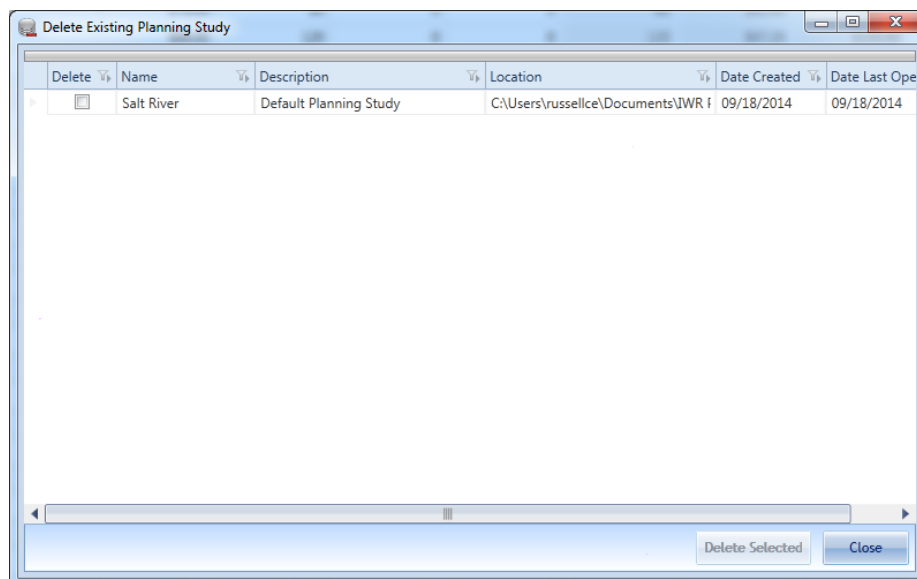 Delete Existing Planning Study
Delete Name Description Location Date Created Date Last Ope
Salt River Default Planning Study C:\Users\russellce\Documents\IWR F 09/18/2014 09/18/2014
Delete Selected Close